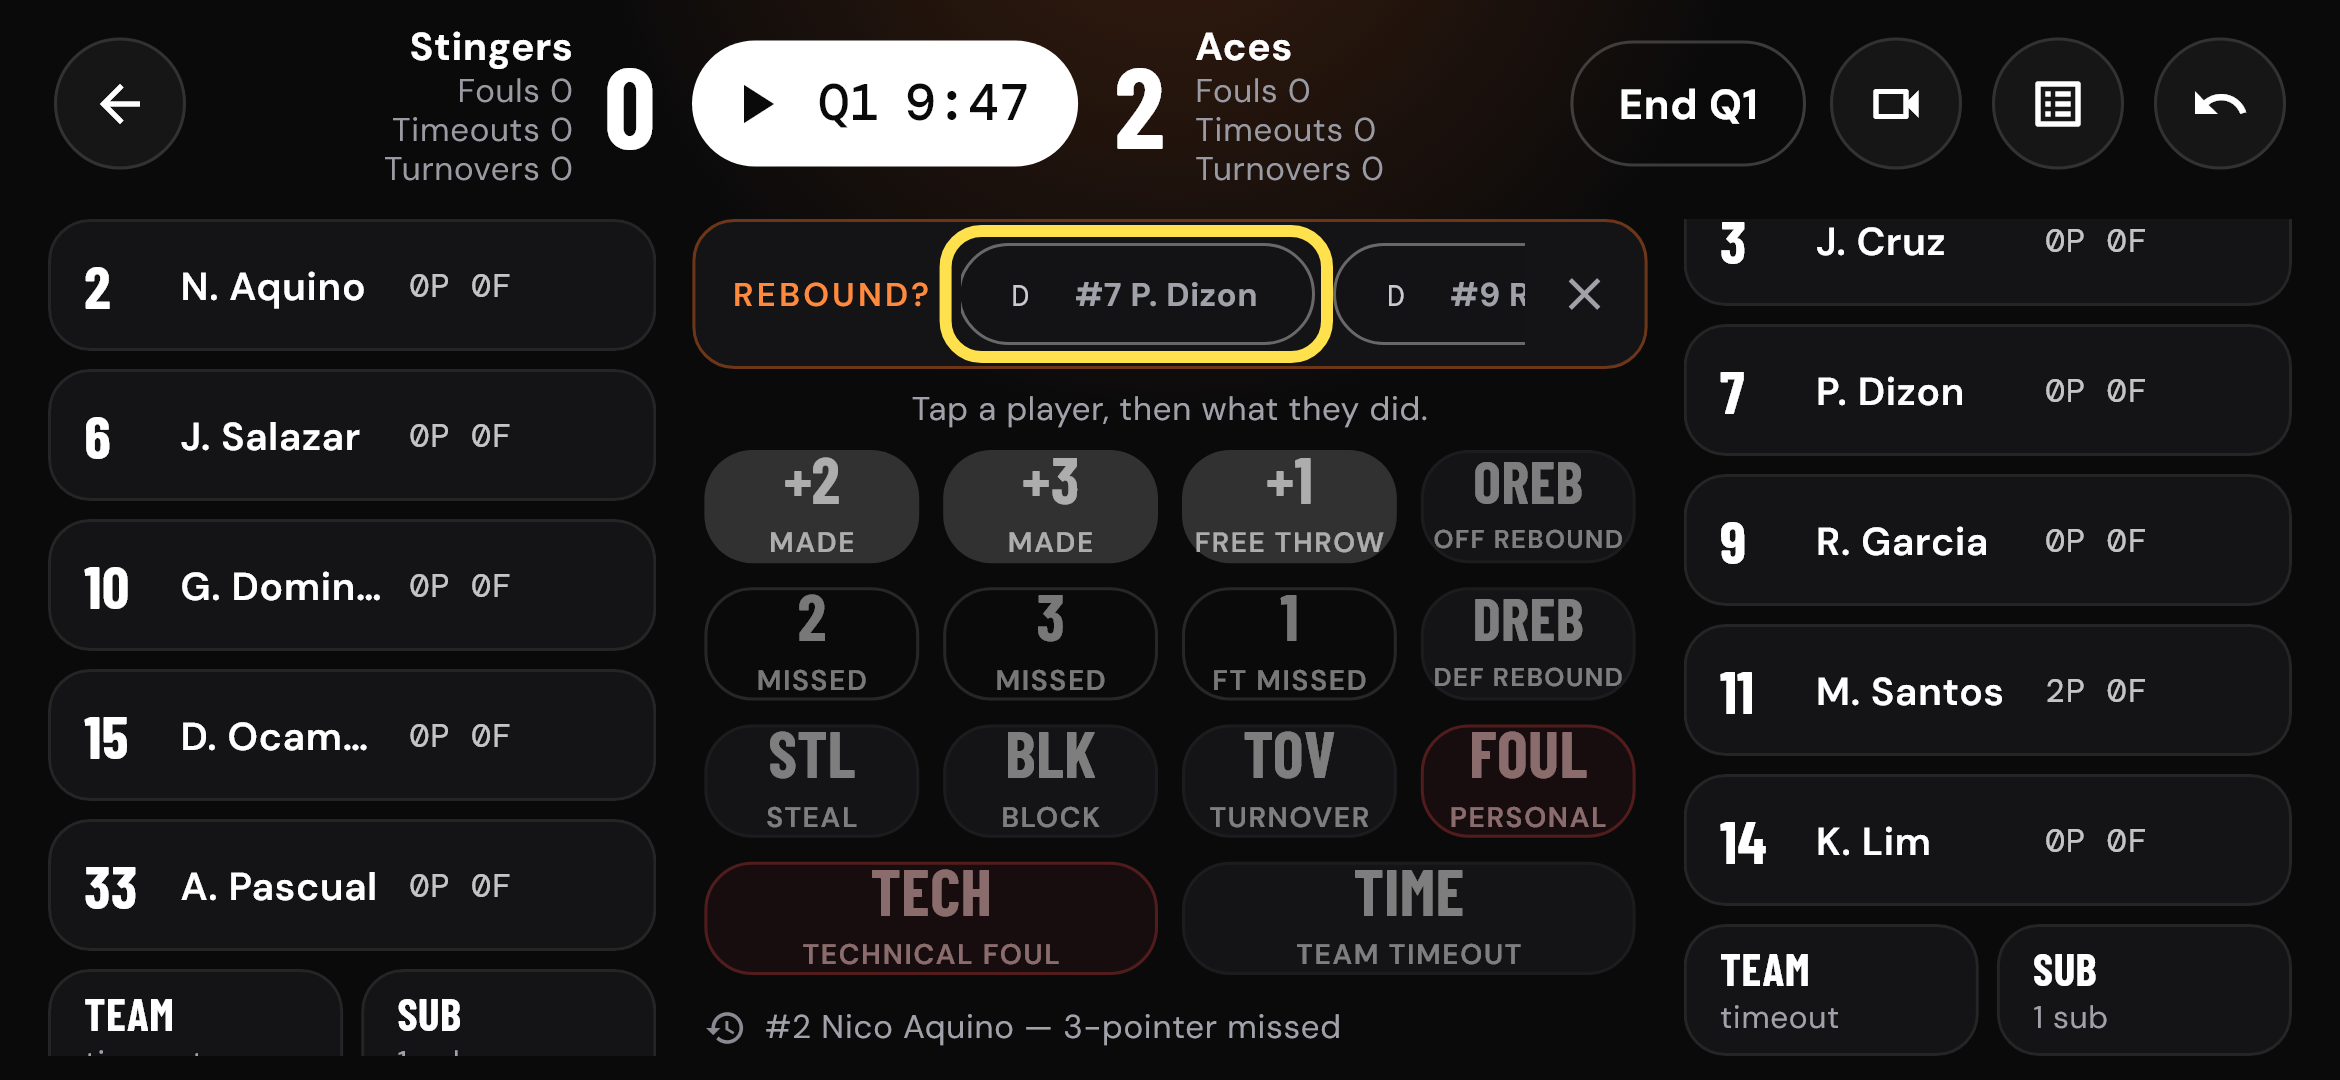 Stingers
Fouls 0
Timeouts 0
Turnovers 0
0
Q1 9:47
2
Aces
Fouls 0
Timeouts 0
Turnovers 0
End Q1
2 N. Aquino 0P 0F
6 J. Salazar 0P 0F
10 G. Domin... 0P 0F
15 D. Ocam... 0P 0F
33 A. Pascual 0P 0F
TEAM
SUB
REBOUND? D #7 P. Dizon D #9 R
Tap a player, then what they did.
+2
MADE
+3
MADE
+1
FREE THROW
OREB
OFF REBOUND
2
MISSED
3
MISSED
1
FT MISSED
DREB
DEF REBOUND
STL
STEAL
BLK
BLOCK
TOV
TURNOVER
FOUL
PERSONAL
TECH
TECHNICAL FOUL
TIME
TEAM TIMEOUT
#2 Nico Aquino — 3-pointer missed
3 J. Cruz 0P 0F
7 P. Dizon 0P 0F
9 R. Garcia 0P 0F
11 M. Santos 2P 0F
14 K. Lim 0P 0F
TEAM
timeout
SUB
1 sub